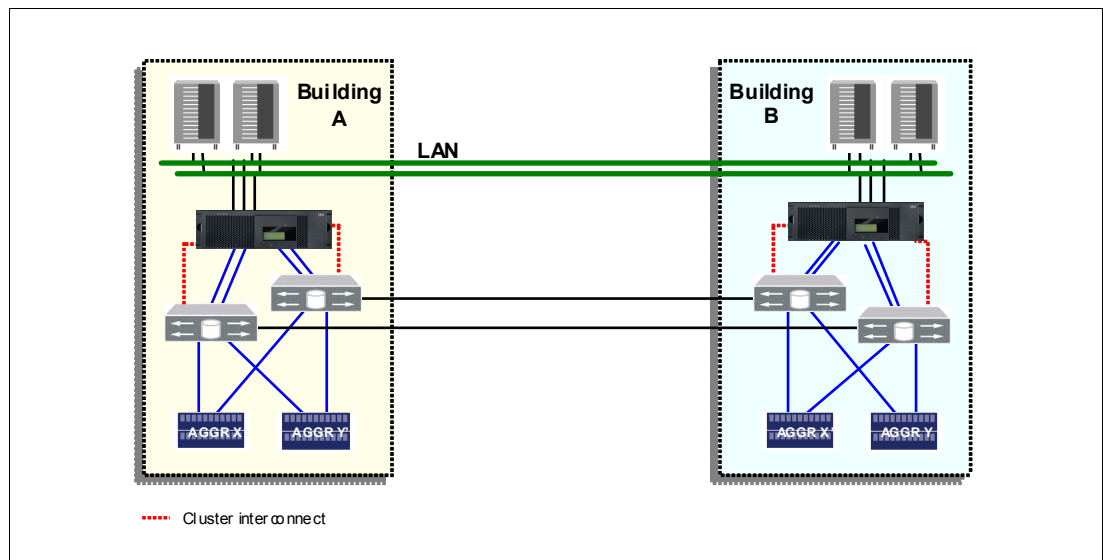 Building
A
Building
B
LAN
AGGR X
AGGR Y'
AGGR X'
AGGR Y
Cluster interconnect